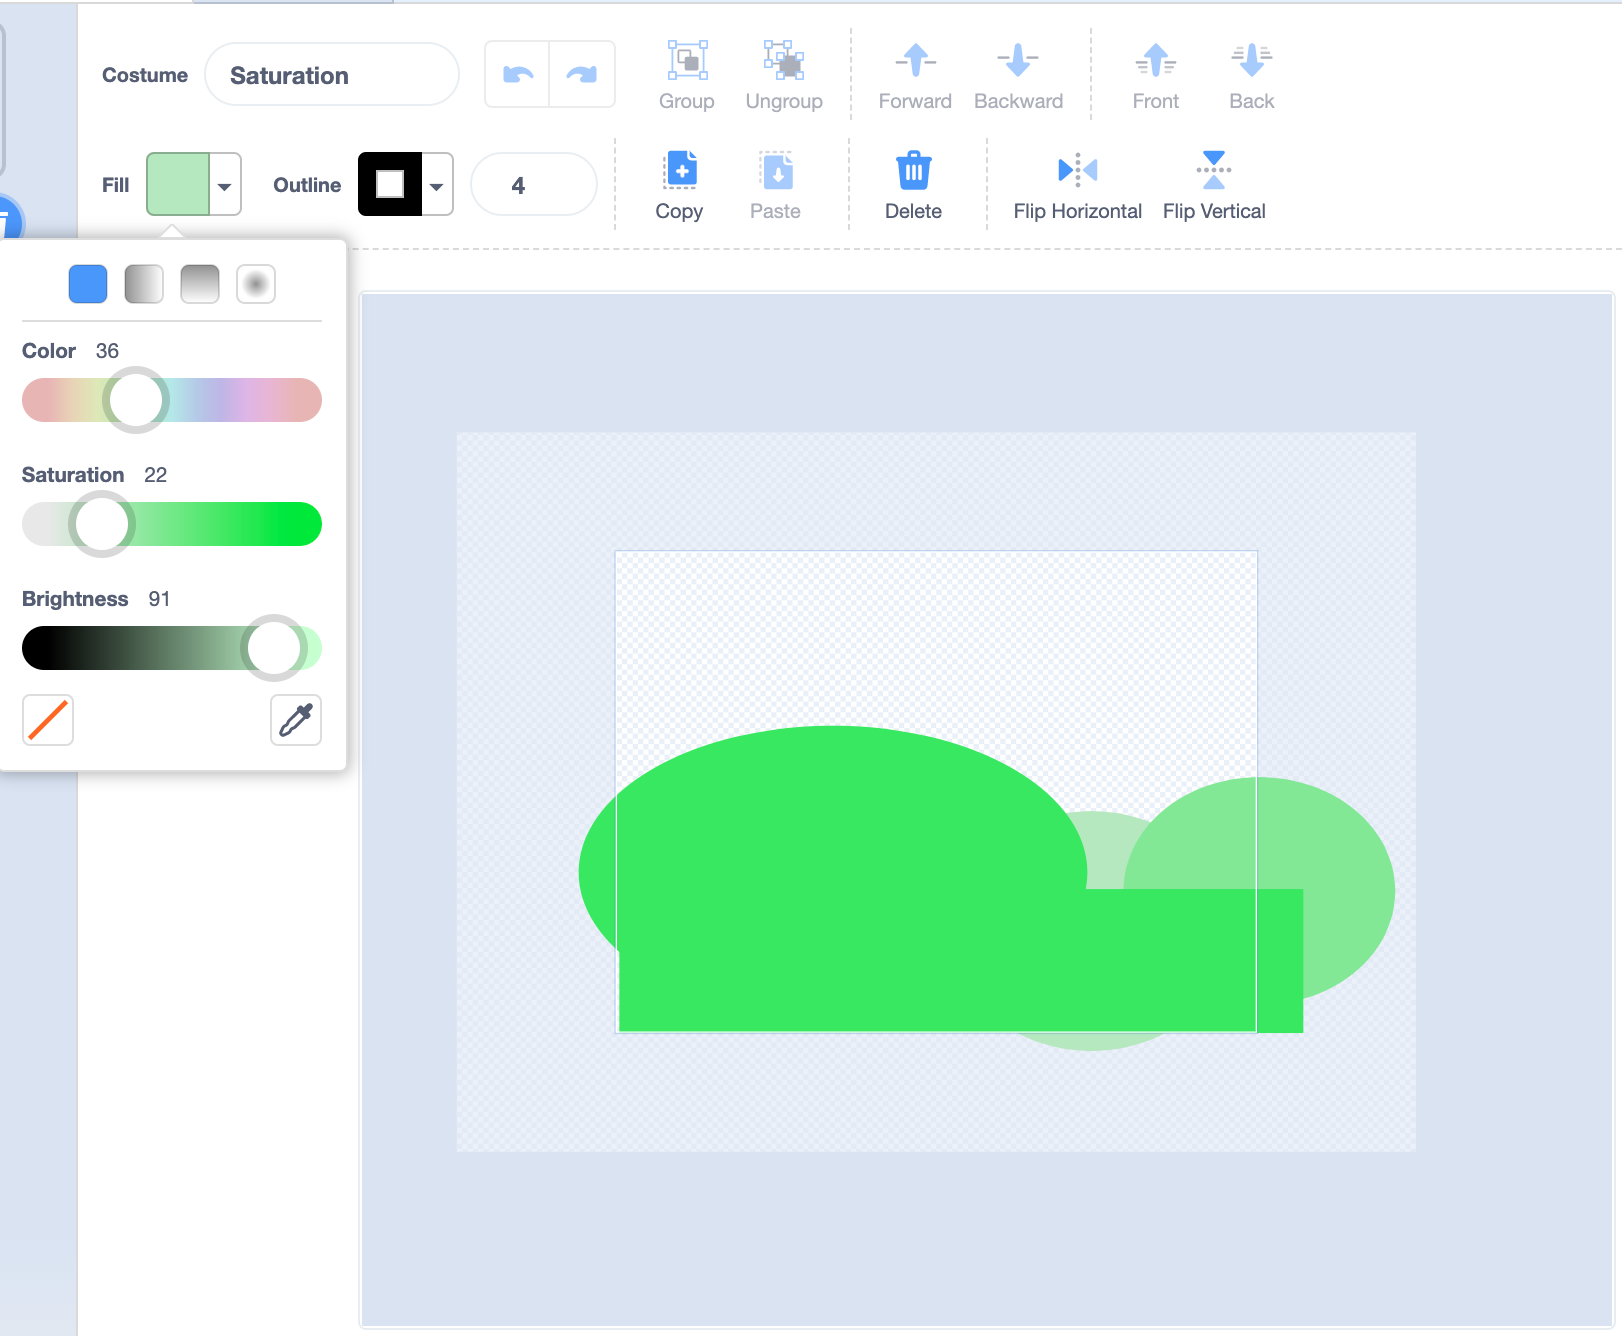 Costume Saturation
Group Ungroup Forward Backward Front Back
Fill Outline 4
Copy Paste Delete Flip Horizontal Flip Vertical
Color 36
Saturation 22
Brightness 91